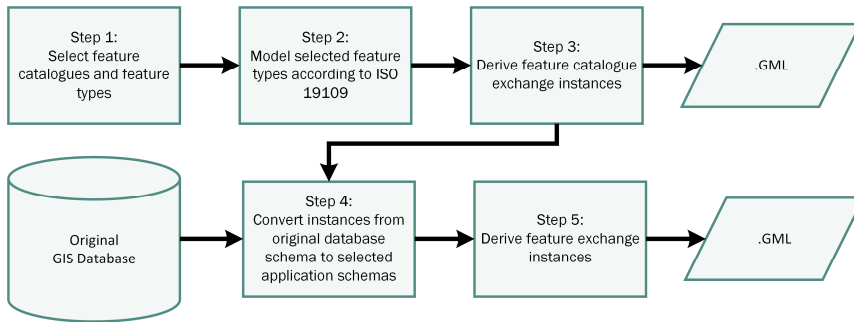 Step 1:
Select feature
catalogues and feature
types
Step 2:
Model selected feature
types according to ISO
19109
Step 3:
Derive feature catalogue
exchange instances
.GML
Original
GIS Database
Step 4:
Convert instances from
original database
schema to selected
application schemas
Step 5:
Derive feature exchange
instances
.GML